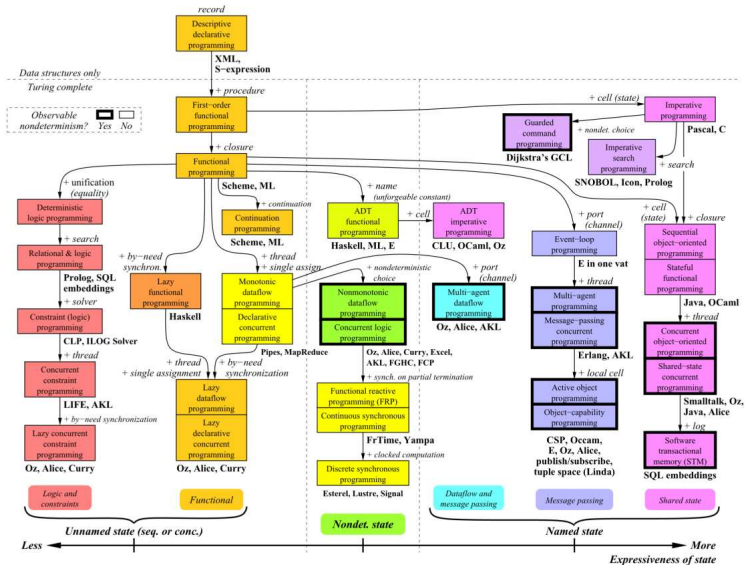 record
Descriptive
declarative
programming
XML,
S−expression
Data structures only
Turing complete
+ procedure
Observable
nondeterminism?
Yes No
First−order
functional
programming
+ cell (state)
Imperative
programming
Pascal, C
+ nondet. choice
Guarded
command
programming
Dijkstra's GCL
+ search
Imperative
search programming
SNOBOL, Icon, Prolog
+ closure
Functional
programming
Scheme, ML
+ unification
(equality)
Deterministic
logic programming
+ search
Relational & logic
programming
Prolog, SQL
embeddings
+ solver
Constraint (logic)
programming
CLP, ILOG Solver
+ thread
Concurrent
constraint
programming
LIFE, AKL
+ by−need synchronization
Lazy concurrent
constraint
programming
Oz, Alice, Curry
+ continuation
Continuation
programming
Scheme, ML
+ by−need
synchron.
Lazy
functional
programming
Haskell
+ thread
+ single assign.
Monotonic
dataflow
programming
Declarative
concurrent
programming
Pipes, MapReduce
+ thread
+ single assignment
+ by−need
synchronization
Lazy
dataflow
programming
Lazy
declarative
concurrent
programming
Oz, Alice, Curry
+ name
(unforgeable constant)
ADT
functional
programming
Haskell, ML, E
+ cell
ADT
imperative
programming
CLU, OCaml, Oz
+ nondeterministic
choice
Nonmonotonic
dataflow
programming
Concurrent logic
programming
Oz, Alice, Curry, Excel,
AKL, FGHC, FCP
+ synch. on partial termination
Functional reactive
programming (FRP)
Continuous synchronous
programming
FrTime, Yampa
+ clocked computation
Discrete synchronous
programming
Esterel, Lustre, Signal
+ port
(channel)
Multi−agent
dataflow
programming
Oz, Alice, AKL
+ port
(channel)
Event−loop
programming
E in one vat
+ thread
Multi−agent
programming
Message−passing
concurrent
programming
Erlang, AKL
+ local cell
Active object
programming
Object−capability
programming
CSP, Occam,
E, Oz, Alice,
publish/subscribe,
tuple space (Linda)
+ cell
(state)
+ closure
Sequential
object−oriented
programming
Stateful
functional
programming
Java, OCaml
+ thread
Concurrent
object−oriented
programming
Shared−state
concurrent
programming
Smalltalk, Oz,
Java, Alice
+ log
Software
transactional
memory (STM)
SQL embeddings
Logic and
constraints
Functional
Nondet. state
Dataflow and
message passing
Message passing
Shared state
Unnamed state (seq. or conc.)
Named state
Less
More
Expressiveness of state